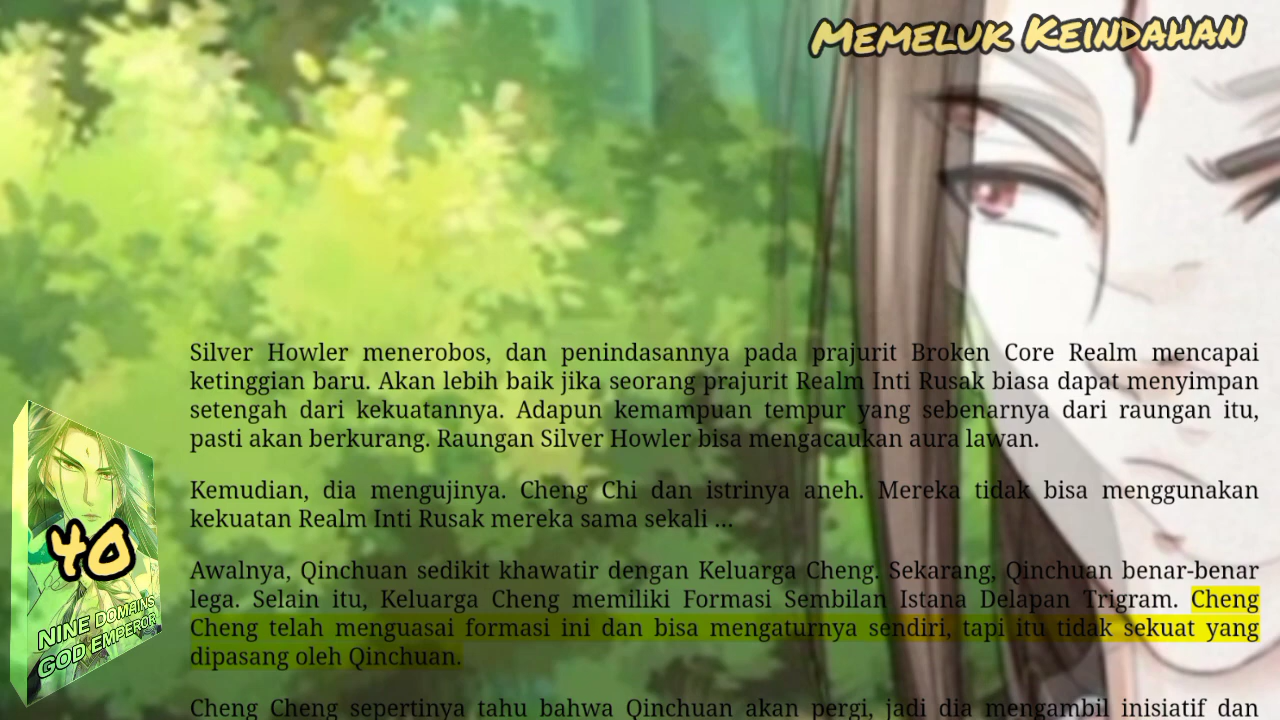 Memeluk Keindahan
Silver Howler menerobos, dan penindasannya pada prajurit Broken Core Realm mencapai
ketinggian baru. Akan lebih baik jika seorang prajurit Realm Inti Rusak biasa dapat menyimpan
setengah dari kekuatannya. Adapun kemampuan tempur yang sebenarnya dari raungan itu,
pasti akan berkurang. Raungan Silver Howler bisa mengacaukan aura lawan.
Kemudian, dia mengujinya. Cheng Chi dan istrinya aneh. Mereka tidak bisa menggunakan
kekuatan Realm Inti Rusak mereka sama sekali ...
Awalnya, Qinchuan sedikit khawatir dengan Keluarga Cheng. Sekarang, Qinchuan benar-benar
lega. Selain itu, Keluarga Cheng memiliki Formasi Sembilan Istana Delapan Trigram. Cheng
Cheng telah menguasai formasi ini dan bisa mengaturnya sendiri, tapi itu tidak sekuat yang
dipasang oleh Qinchuan.
Cheng Cheng sepertinya tahu bahwa Qinchuan akan pergi, jadi dia mengambil inisiatif dan
40
NINE DOMAINS
GOD EMPEROR